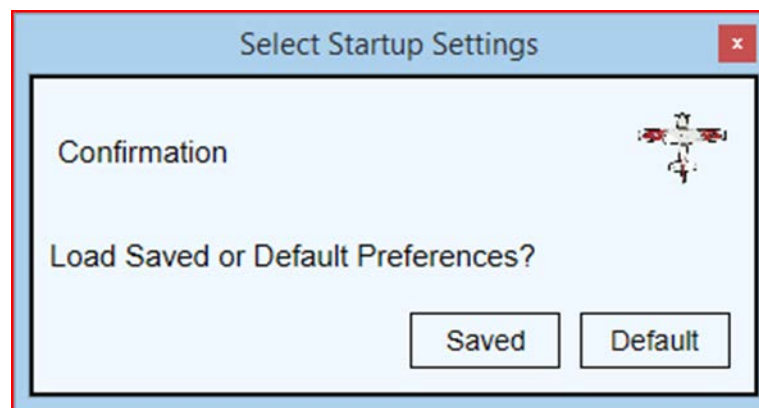 Select Startup Settings
x
Confirmation
Load Saved or Default Preferences?
Saved Default